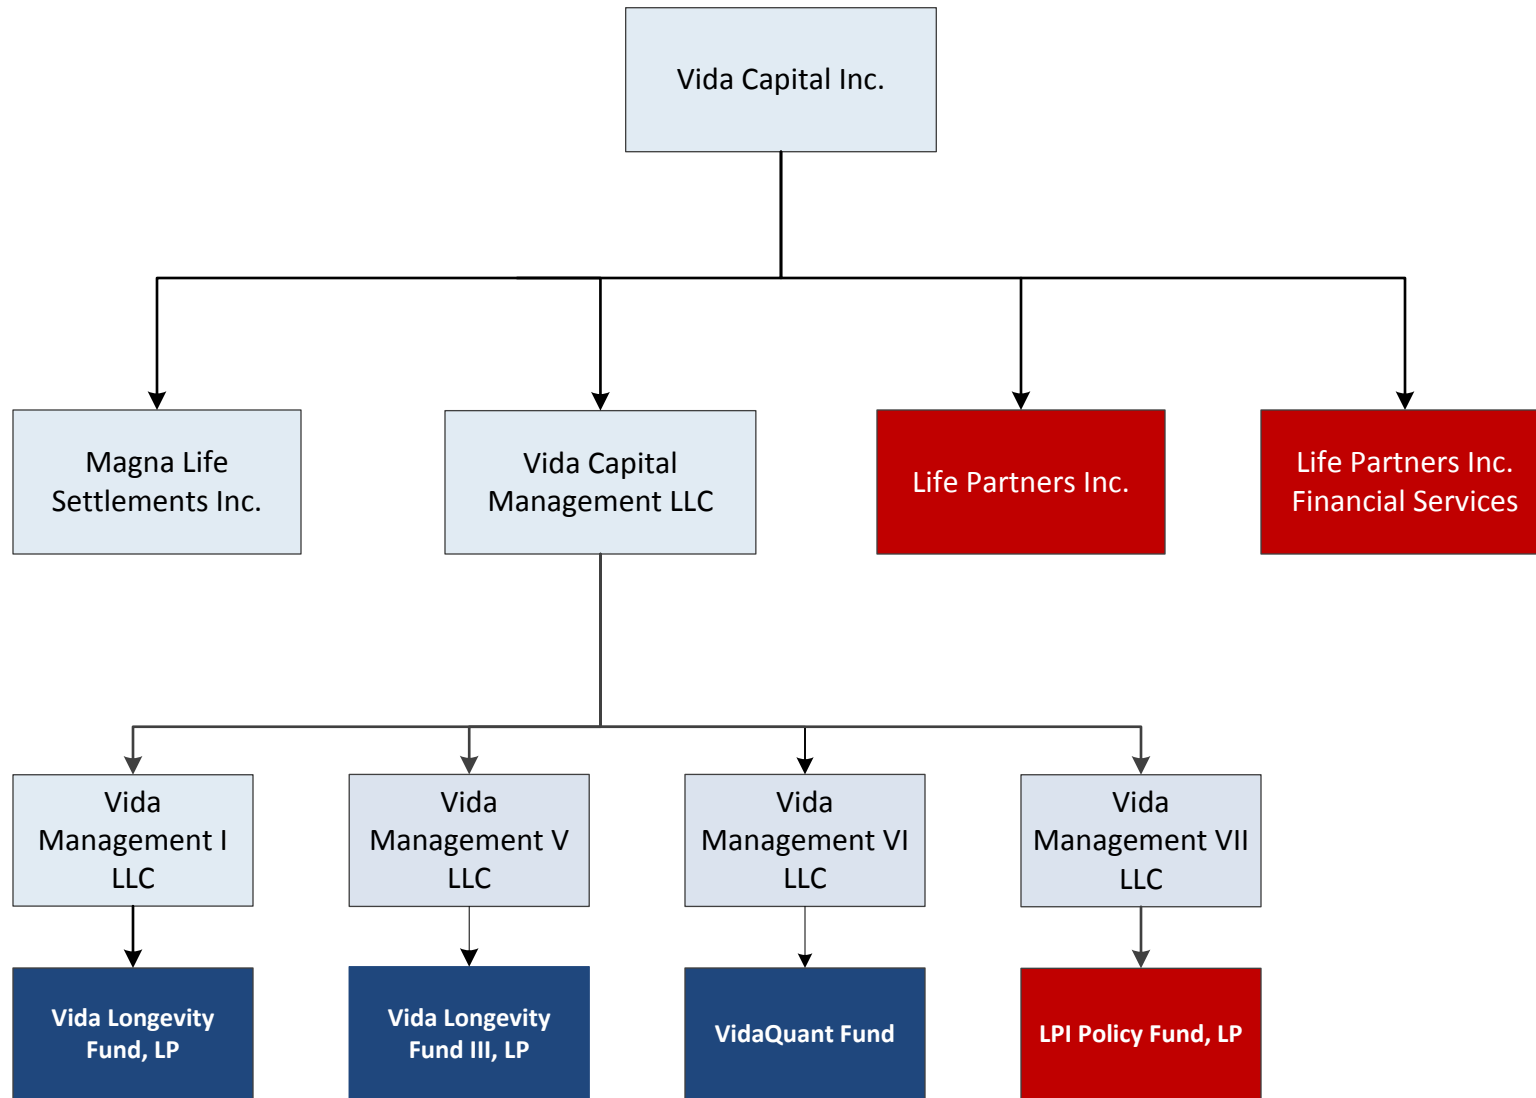 Vida Capital Inc.
Magna Life
Settlements Inc.
Vida Capital
Management LLC
Life Partners Inc.
Life Partners Inc.
Financial Services
Vida
Management I
LLC
Vida
Management V
LLC
Vida
Management VI
LLC
Vida
Management VII
LLC
Vida Longevity
Fund, LP
Vida Longevity
Fund III, LP
VidaQuant Fund
LPI Policy Fund, LP